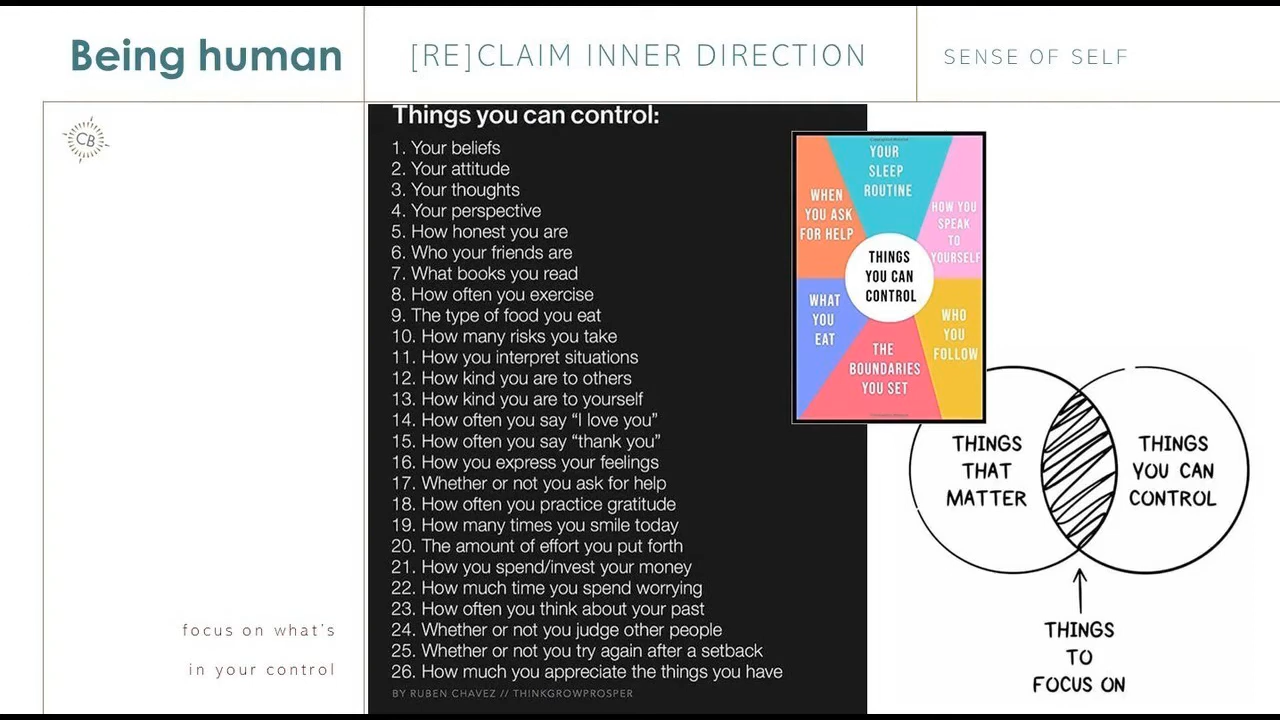 Being human
[RE]CLAIM INNER DIRECTION
SENSE OF SELF
CB
focus on what's
in your control
Things you can control:
1. Your beliefs
2. Your attitude
3. Your thoughts
4. Your perspective
5. How honest you are
6. Who your friends are
7. What books you read
8. How often you exercise
9. The type of food you eat
10. How many risks you take
11. How you interpret situations
12. How kind you are to others
13. How kind you are to yourself
14. How often you say “I love you”
15. How often you say “thank you”
16. How you express your feelings
17. Whether or not you ask for help
18. How often you practice gratitude
19. How many times you smile today
20. The amount of effort you put forth
21. How you spend/invest your money
22. How much time you spend worrying
23. How often you think about your past
24. Whether or not you judge other people
25. Whether or not you try again after a setback
26. How much you appreciate the things you have
BY RUBEN CHAVEZ // THINKGROWPROSPER
YOUR
SLEEP
ROUTINE
WHEN
YOU ASK
FOR HELP
HOW YOU
SPEAK
TO
YOURSELF
THINGS
YOU CAN
CONTROL
WHAT
YOU
EAT
WHO
YOU
FOLLOW
THE
BOUNDARIES
YOU SET
THINGS
THAT
MATTER
THINGS
YOU CAN
CONTROL
THINGS
TO
FOCUS ON